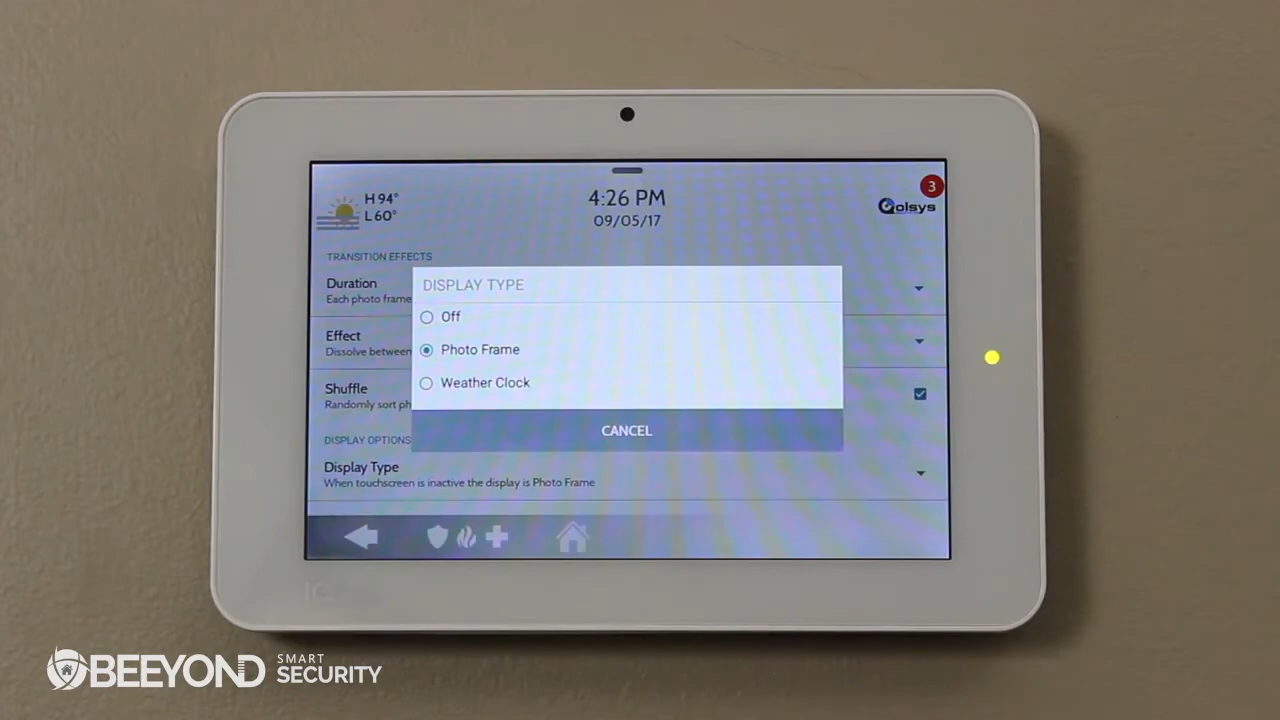 H 94°
L 60°
4:26 PM
09/05/17
3
Qolsys
TRANSITION EFFECTS
Duration
Each photo frame
Effect
Dissolve between
Shuffle
Randomly sort ph
DISPLAY OPTIONS
Display Type
When touchscreen is inactive the display is Photo Frame
DISPLAY TYPE
Off
Photo Frame
Weather Clock
CANCEL
IQ
BEEYOND SMART SECURITY